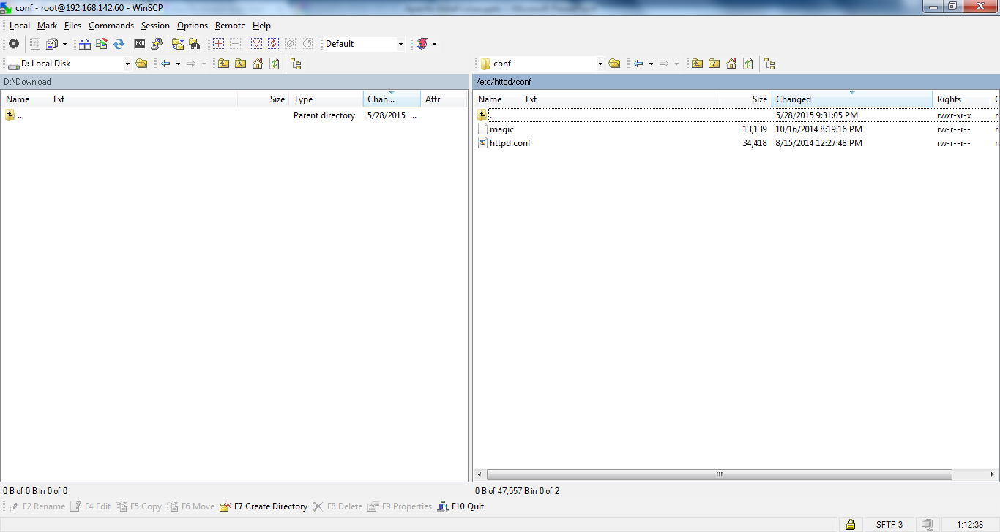 conf - root@192.168.142.60 - WinSCP
Local Mark Files Commands Session Options Remote Help
Default
D: Local Disk
conf
D:\Download
/etc/httpd/conf
Name Ext Size Type Chan... Attr
Name Ext Size Changed Rights
.. Parent directory 5/28/2015 ...
.. 5/28/2015 9:31:05 PM rwxr-xr-x r
magic 13,139 10/16/2014 8:19:16 PM rw-r--r-- r
httpd.conf 34,418 8/15/2014 12:27:48 PM rw-r--r-- r
0 B of 0 B in 0 of 0
0 B of 47,557 B in 0 of 2
F2 Rename F4 Edit F5 Copy F6 Move F7 Create Directory F8 Delete F9 Properties F10 Quit
SFTP-3 1:12:38